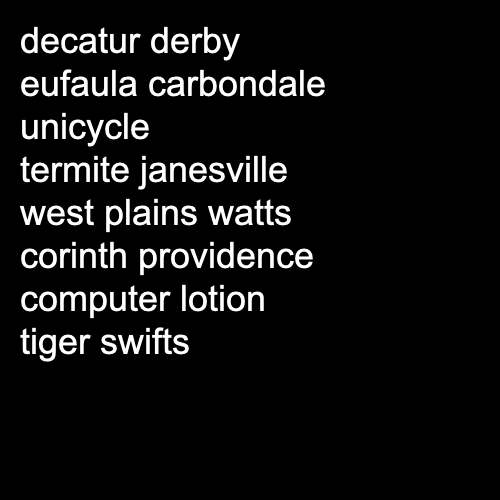 decatur derby
eufaula carbondale
unicycle
termite janesville
west plains watts
corinth providence
computer lotion
tiger swifts